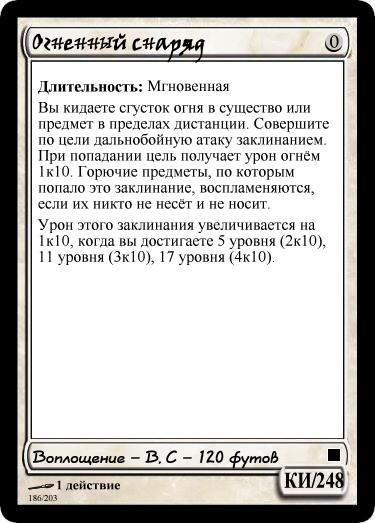 Огненный снаряд 0
Длительность: Мгновенная
Вы кидаете сгусток огня в существо или
предмет в пределах дистанции. Совершите
по цели дальнобойную атаку заклинанием.
При попадании цель получает урон огнём
1к10. Горючие предметы, по которым
попало это заклинание, воспламеняются,
если их никто не несёт и не носит.
Урон этого заклинания увеличивается на
1к10, когда вы достигаете 5 уровня (2к10),
11 уровня (3к10), 17 уровня (4к10).
Воплощение – В, С – 120 футов
1 действие
КИ/248
186/203